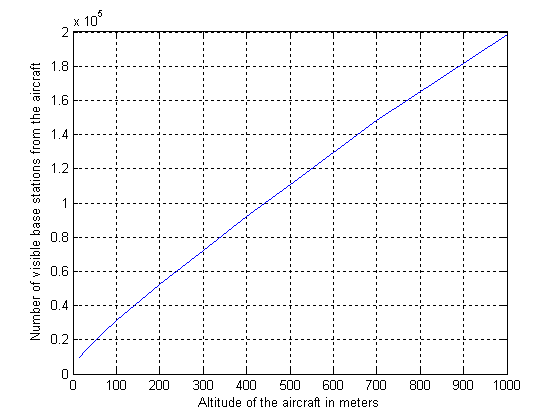 x 10^5
2
1.8
1.6
1.4
1.2
1
0.8
0.6
0.4
0.2
0
Number of visible base stations from the aircraft
0 100 200 300 400 500 600 700 800 900 1000
Altitude of the aircraft in meters